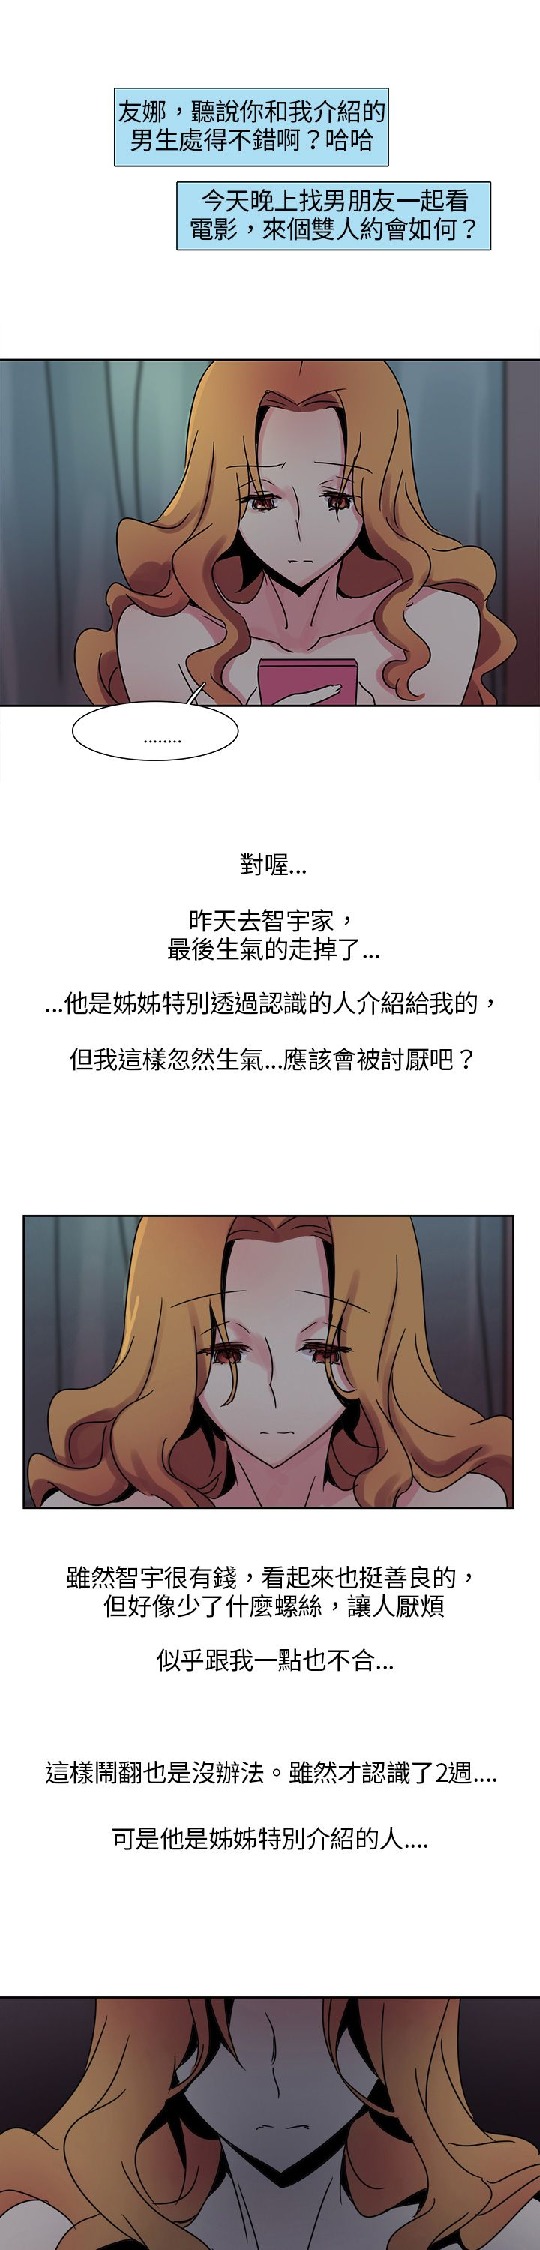 友娜，聽說你和我介紹的
男生處得不錯啊？哈哈
今天晚上找男朋友一起看
電影，來個雙人約會如何？
........
對喔...
昨天去智宇家，
最後生氣的走掉了...
...他是姊姊特別透過認識的人介紹給我的，
但我這樣忽然生氣...應該會被討厭吧？
雖然智宇很有錢，看起來也挺善良的，
但好像少了什麼螺絲，讓人厭煩
似乎跟我一點也不合...
這樣鬧翻也是沒辦法。雖然才認識了2週....
可是他是姊姊特別介紹的人....